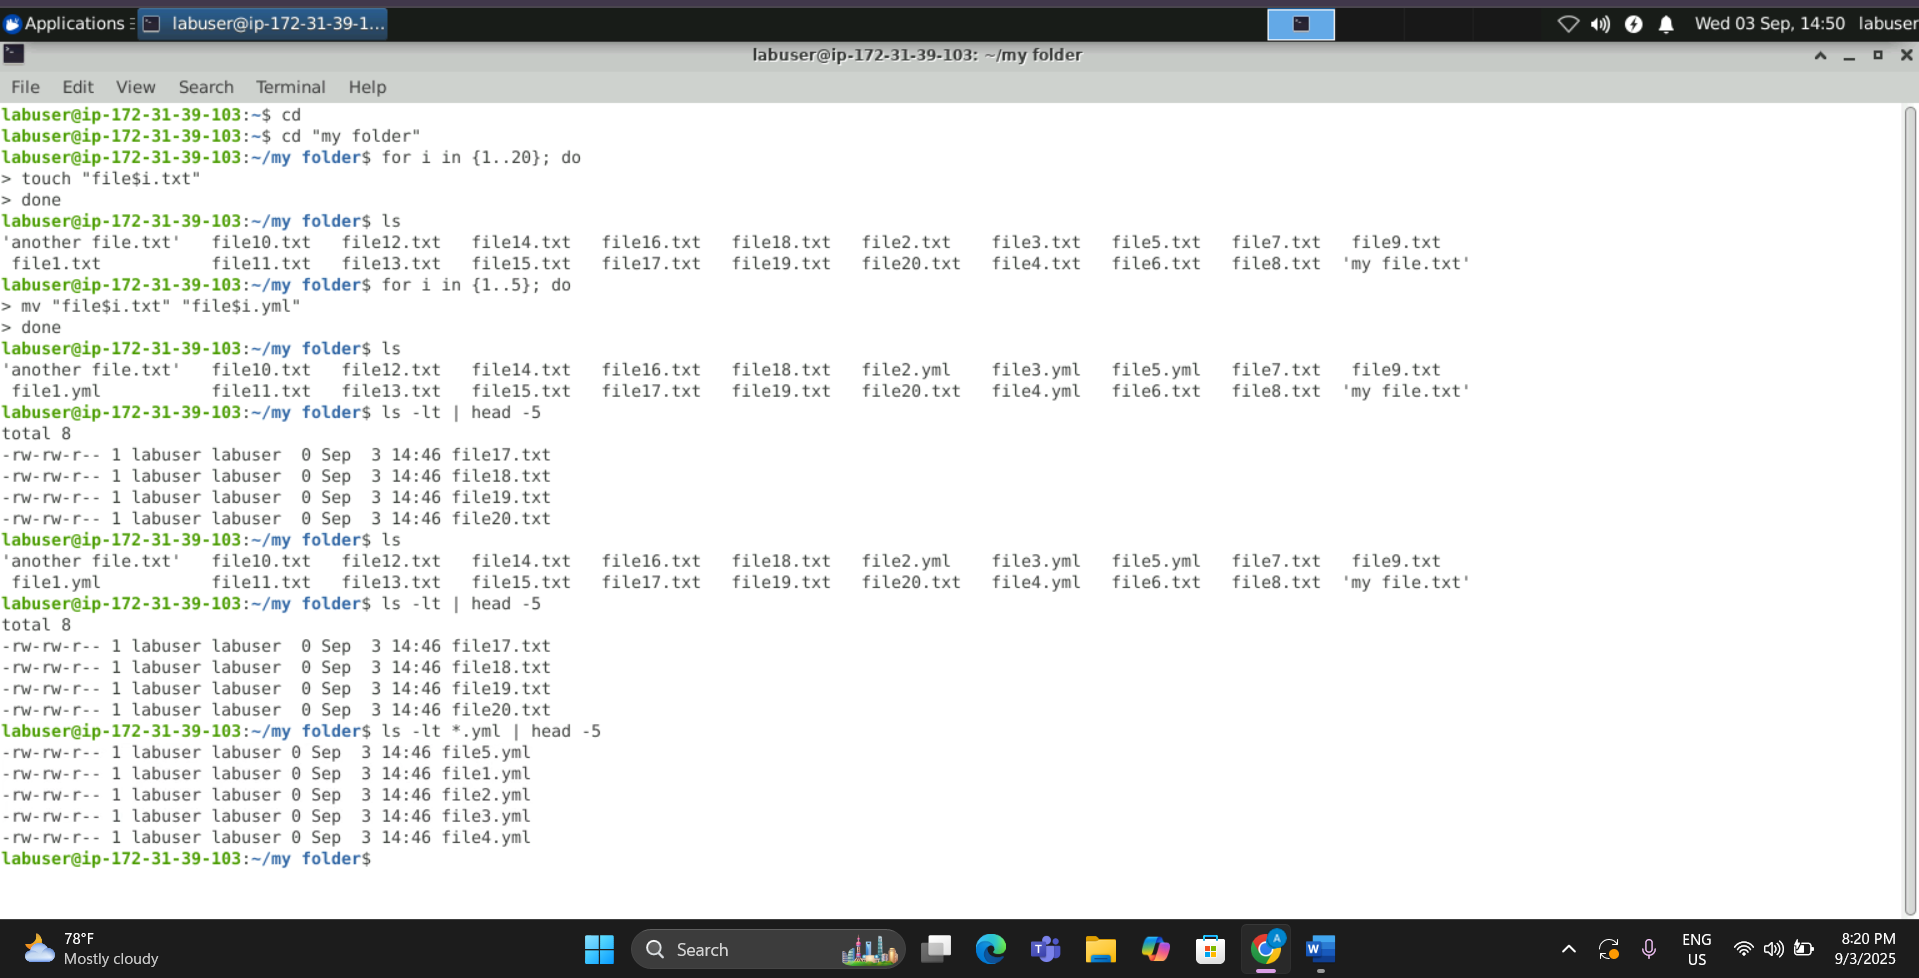 Applications
labuser@ip-172-31-39-1...
Wed 03 Sep, 14:50 labuser
labuser@ip-172-31-39-103: ~/my folder
File Edit View Search Terminal Help
labuser@ip-172-31-39-103:~$ cd
labuser@ip-172-31-39-103:~$ cd "my folder"
labuser@ip-172-31-39-103:~/my folder$ for i in {1..20}; do
> touch "file$i.txt"
> done
labuser@ip-172-31-39-103:~/my folder$ ls
'another file.txt'   file10.txt   file12.txt   file14.txt   file16.txt   file18.txt   file2.txt    file3.txt   file5.txt   file7.txt   file9.txt
 file1.txt           file11.txt   file13.txt   file15.txt   file17.txt   file19.txt   file20.txt   file4.txt   file6.txt   file8.txt  'my file.txt'
labuser@ip-172-31-39-103:~/my folder$ for i in {1..5}; do
> mv "file$i.txt" "file$i.yml"
> done
labuser@ip-172-31-39-103:~/my folder$ ls
'another file.txt'   file10.txt   file12.txt   file14.txt   file16.txt   file18.txt   file2.yml    file3.yml   file5.yml   file7.txt   file9.txt
 file1.yml           file11.txt   file13.txt   file15.txt   file17.txt   file19.txt   file20.txt   file4.yml   file6.txt   file8.txt  'my file.txt'
labuser@ip-172-31-39-103:~/my folder$ ls -lt | head -5
total 8
-rw-rw-r-- 1 labuser labuser  0 Sep  3 14:46 file17.txt
-rw-rw-r-- 1 labuser labuser  0 Sep  3 14:46 file18.txt
-rw-rw-r-- 1 labuser labuser  0 Sep  3 14:46 file19.txt
-rw-rw-r-- 1 labuser labuser  0 Sep  3 14:46 file20.txt
labuser@ip-172-31-39-103:~/my folder$ ls
'another file.txt'   file10.txt   file12.txt   file14.txt   file16.txt   file18.txt   file2.yml    file3.yml   file5.yml   file7.txt   file9.txt
 file1.yml           file11.txt   file13.txt   file15.txt   file17.txt   file19.txt   file20.txt   file4.yml   file6.txt   file8.txt  'my file.txt'
labuser@ip-172-31-39-103:~/my folder$ ls -lt | head -5
total 8
-rw-rw-r-- 1 labuser labuser  0 Sep  3 14:46 file17.txt
-rw-rw-r-- 1 labuser labuser  0 Sep  3 14:46 file18.txt
-rw-rw-r-- 1 labuser labuser  0 Sep  3 14:46 file19.txt
-rw-rw-r-- 1 labuser labuser  0 Sep  3 14:46 file20.txt
labuser@ip-172-31-39-103:~/my folder$ ls -lt *.yml | head -5
-rw-rw-r-- 1 labuser labuser 0 Sep  3 14:46 file5.yml
-rw-rw-r-- 1 labuser labuser 0 Sep  3 14:46 file1.yml
-rw-rw-r-- 1 labuser labuser 0 Sep  3 14:46 file2.yml
-rw-rw-r-- 1 labuser labuser 0 Sep  3 14:46 file3.yml
-rw-rw-r-- 1 labuser labuser 0 Sep  3 14:46 file4.yml
labuser@ip-172-31-39-103:~/my folder$
78°F
Mostly cloudy
Search
A
T
W
ENG
US
8:20 PM
9/3/2025